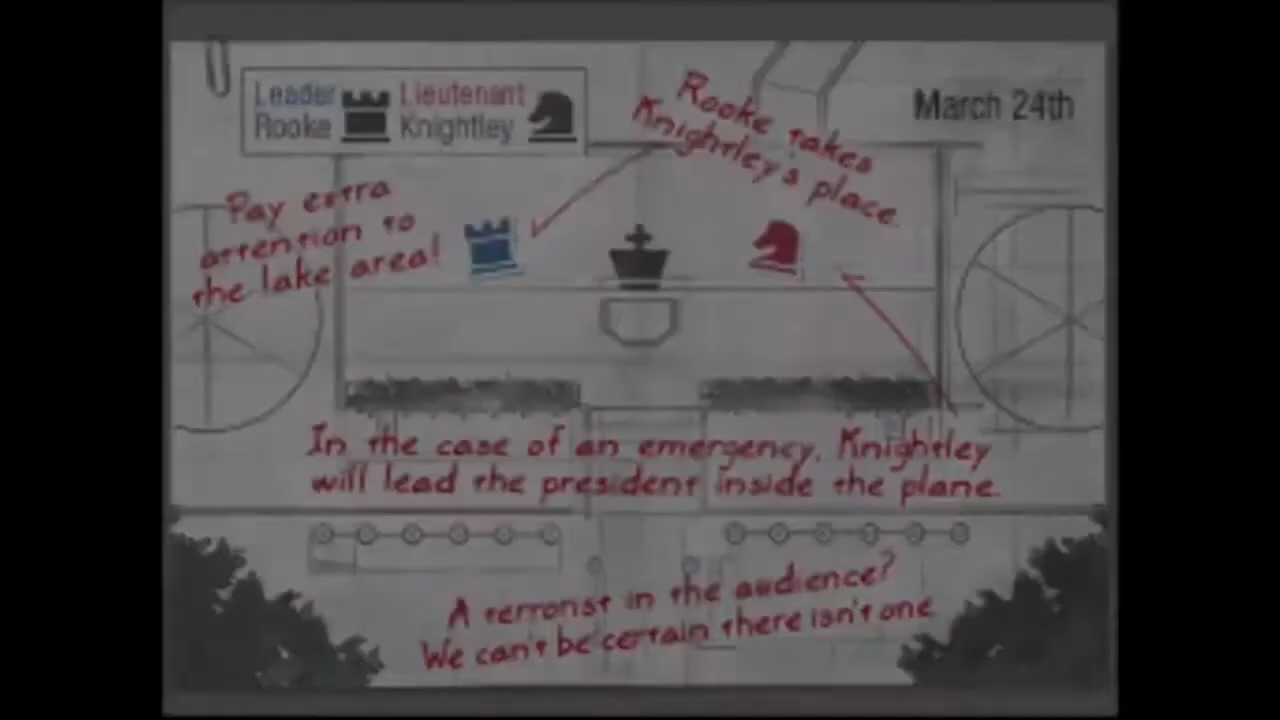 Leader
Rooke
Lieutenant
Knightley
March 24th
Rooke takes
Knightley's place
Pay extra
attention to
the lake area!
In the case of an emergency, Knightley
will lead the president inside the plane.
A terrorist in the audience?
We can't be certain there isn't one